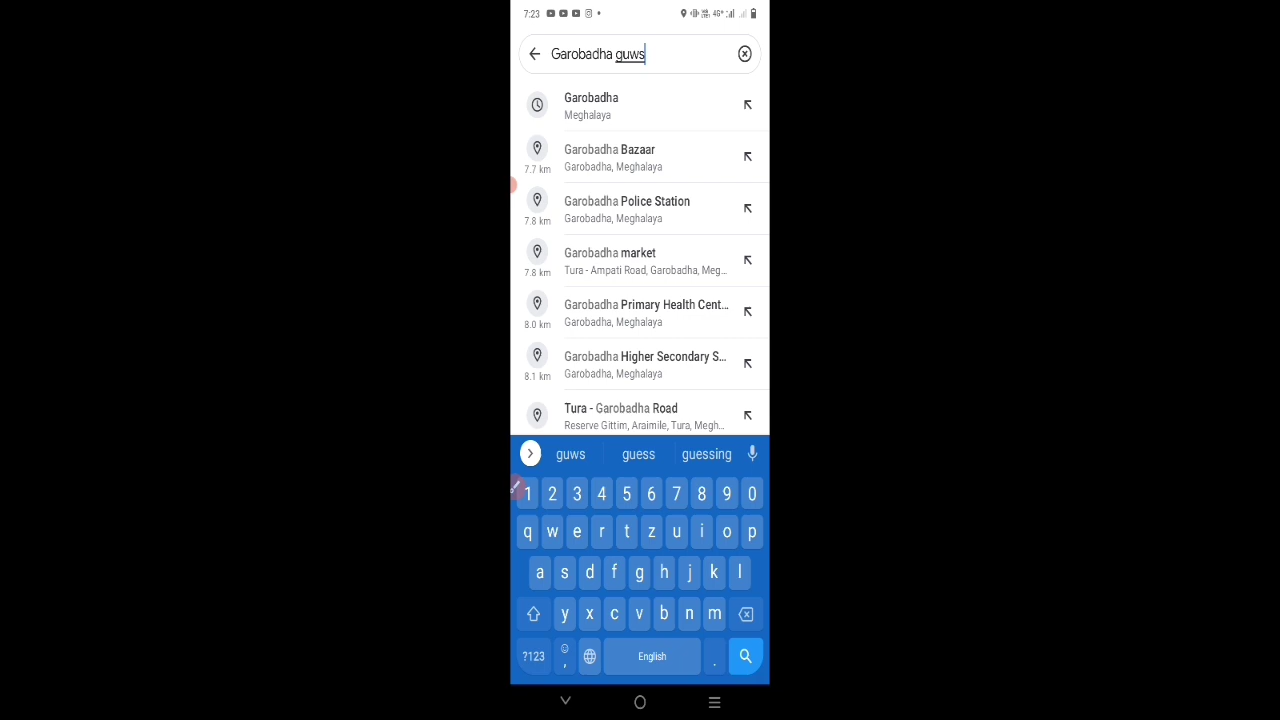 7:23
4G+
Garobadha guws
Garobadha
Meghalaya
Garobadha Bazaar
7.7 km
Garobadha, Meghalaya
Garobadha Police Station
7.8 km
Garobadha, Meghalaya
Garobadha market
7.8 km
Tura - Ampati Road, Garobadha, Meg...
Garobadha Primary Health Cent...
8.0 km
Garobadha, Meghalaya
Garobadha Higher Secondary S...
8.1 km
Garobadha, Meghalaya
Tura - Garobadha Road
Reserve Gittim, Araimile, Tura, Megh...
guws guess guessing
1 2 3 4 5 6 7 8 9 0
q w e r t z u i o p
a s d f g h j k l
y x c v b n m
?123 , English .